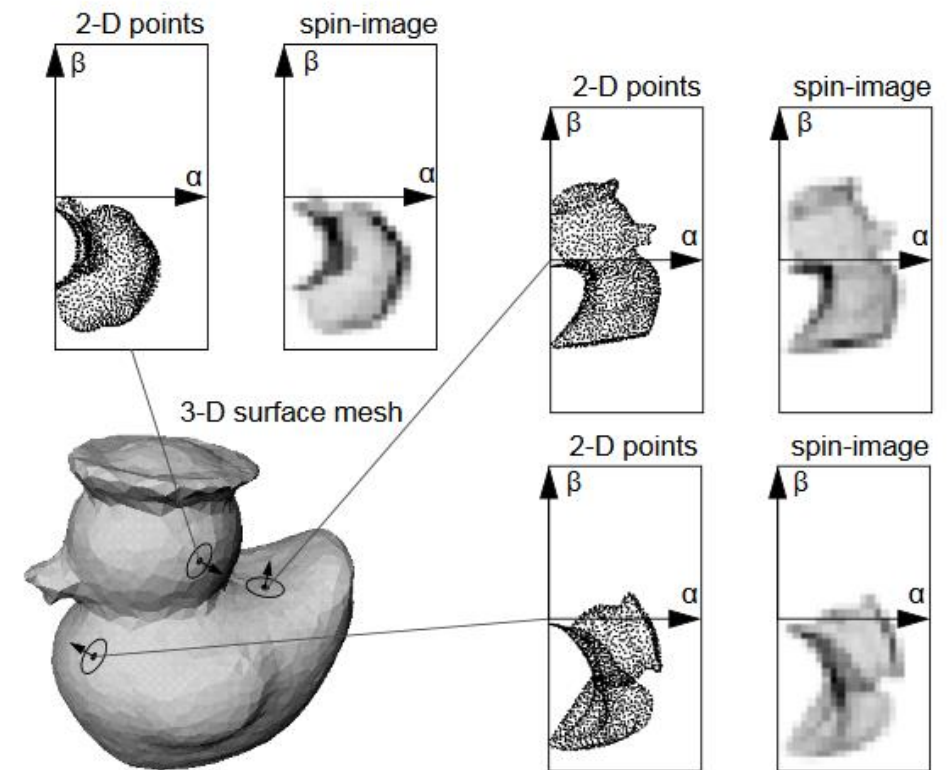 2-D points
spin-image
β
β
α
α
2-D points
spin-image
β
β
α
α
3-D surface mesh
2-D points
spin-image
β
β
α
α